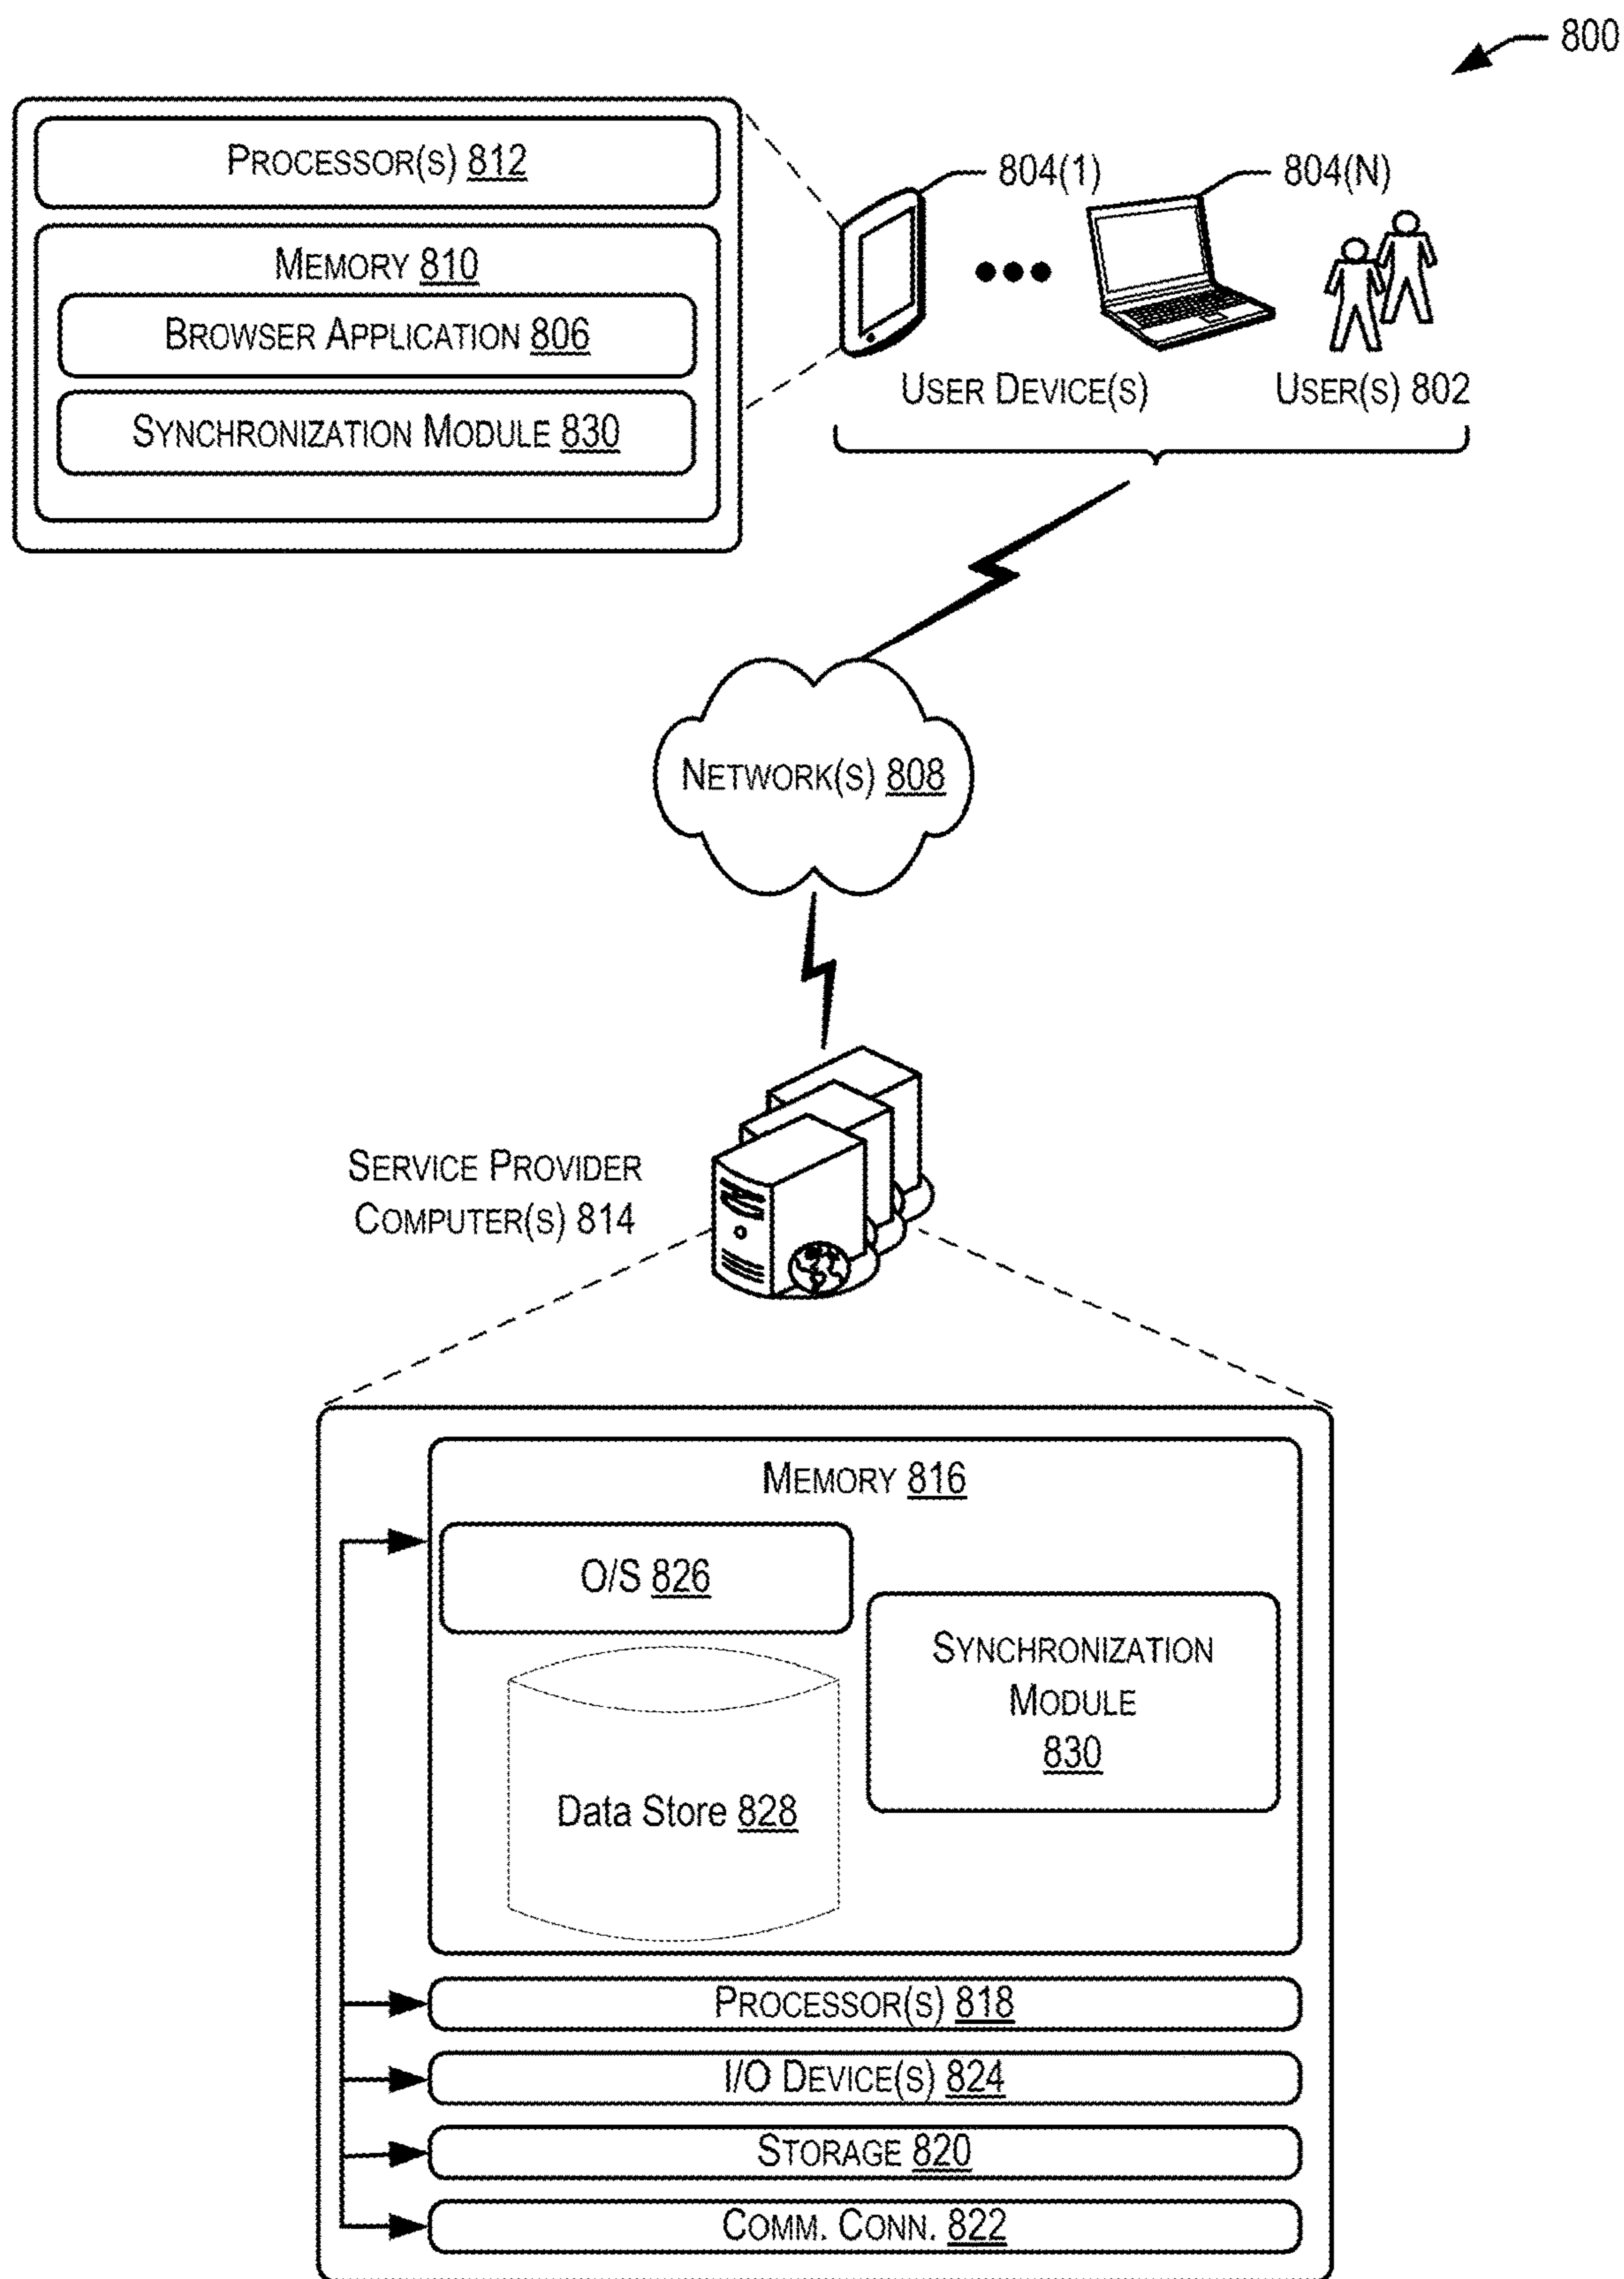 800
PROCESSOR(S) 812
MEMORY 810
BROWSER APPLICATION 806
SYNCHRONIZATION MODULE 830
804(1)
804(N)
USER DEVICE(S)
USER(S) 802
NETWORK(S) 808
SERVICE PROVIDER
COMPUTER(S) 814
MEMORY 816
O/S 826
Data Store 828
SYNCHRONIZATION
MODULE
830
PROCESSOR(S) 818
I/O DEVICE(S) 824
STORAGE 820
COMM. CONN. 822